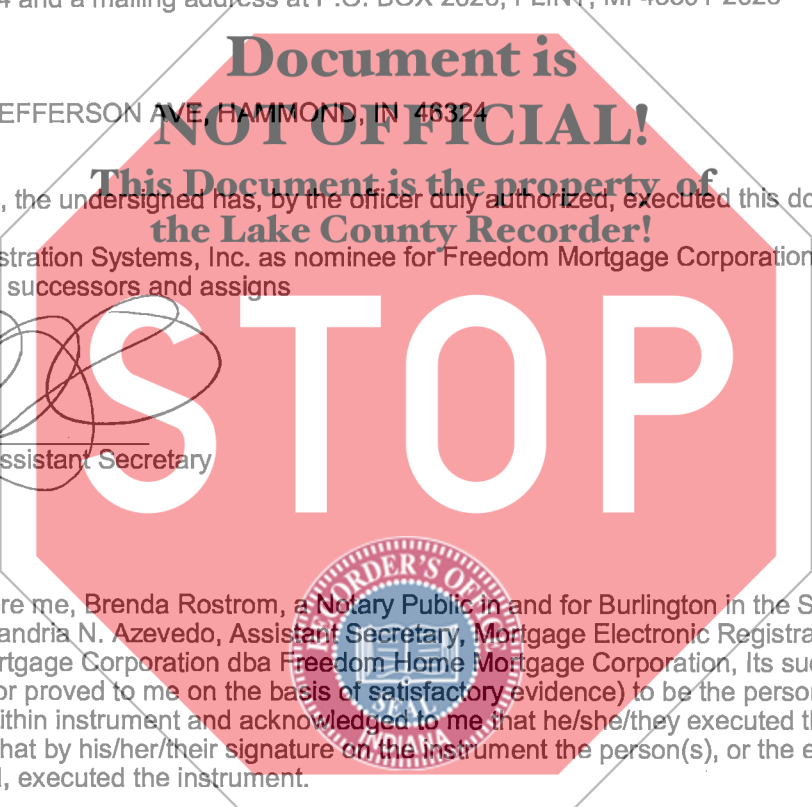 4 and a mailing address at P.O. BOX 2026, FLINT, MI 48501-2026
Document is
EFFERSON AVE, HAMMOND, IN 46324
NOT OFFICIAL!
This Document is the property of
, the undersigned has, by the officer duly authorized, executed this do
the Lake County Recorder!
stration Systems, Inc. as nominee for Freedom Mortgage Corporation
successors and assigns
STOP
ssistant Secretary
RECORDER'S OFFICE
re me, Brenda Rostrom, a Notary Public in and for Burlington in the S
andria N. Azevedo, Assistant Secretary, Mortgage Electronic Registra
rtgage Corporation dba Freedom Home Mortgage Corporation, Its suc
or proved to me on the basis of satisfactory evidence) to be the perso
ithin instrument and acknowledged to me that he/she/they executed th
SEAL
hat by his/her/their signature on the instrument the person(s), or the e
INDIANA
, executed the instrument.